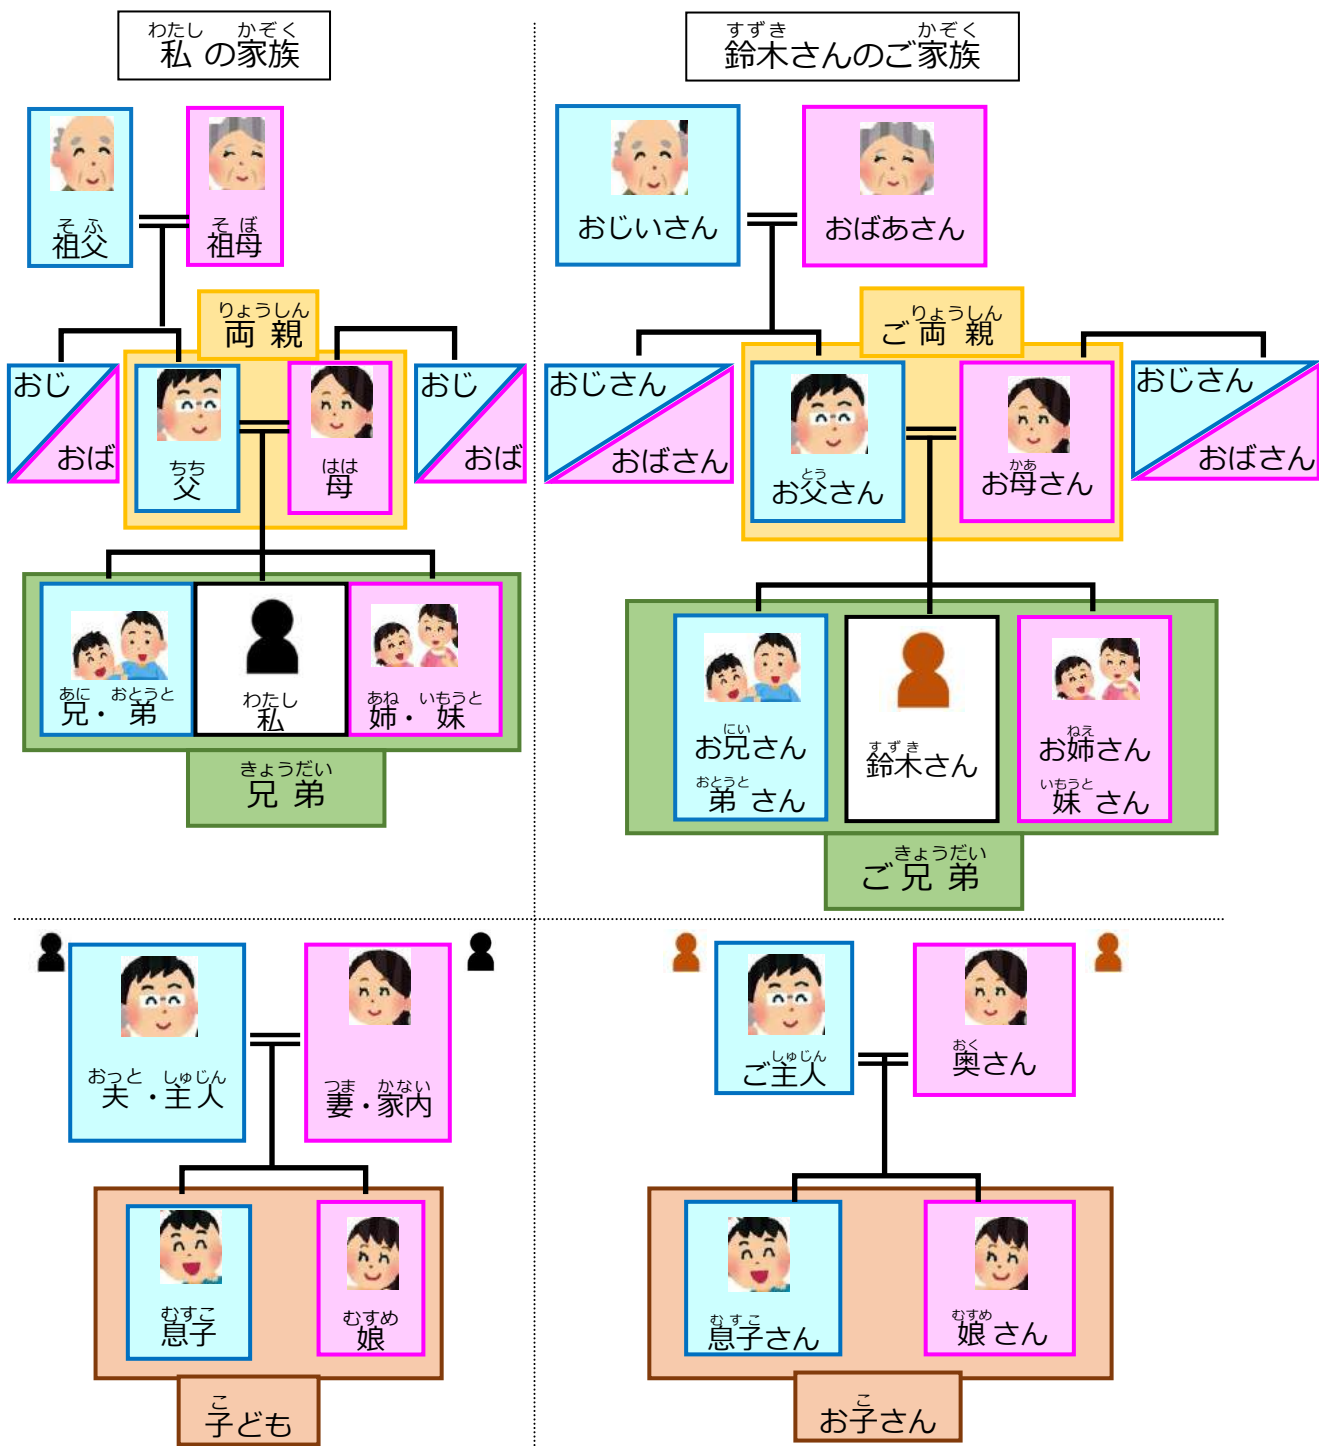 わたし かぞく
私の家族
そふ
祖父
そぼ
祖母
りょうしん
両親
おじ
おば
ちち
父
はは
母
おじ
おば
あに おとうと
兄・弟
わたし
私
あね いもうと
姉・妹
きょうだい
兄弟
すずき かぞく
鈴木さんのご家族
おじいさん
おばあさん
りょうしん
ご両親
おじさん
おばさん
とう
お父さん
かあ
お母さん
おじさん
おばさん
にい
お兄さん
おとうと
弟さん
すずき
鈴木さん
ねえ
お姉さん
いもうと
妹さん
きょうだい
ご兄弟
おっと しゅじん
夫・主人
つま かない
妻・家内
むすこ
息子
むすめ
娘
こ
子ども
しゅじん
ご主人
おく
奥さん
むすこ
息子さん
むすめ
娘さん
こ
お子さん